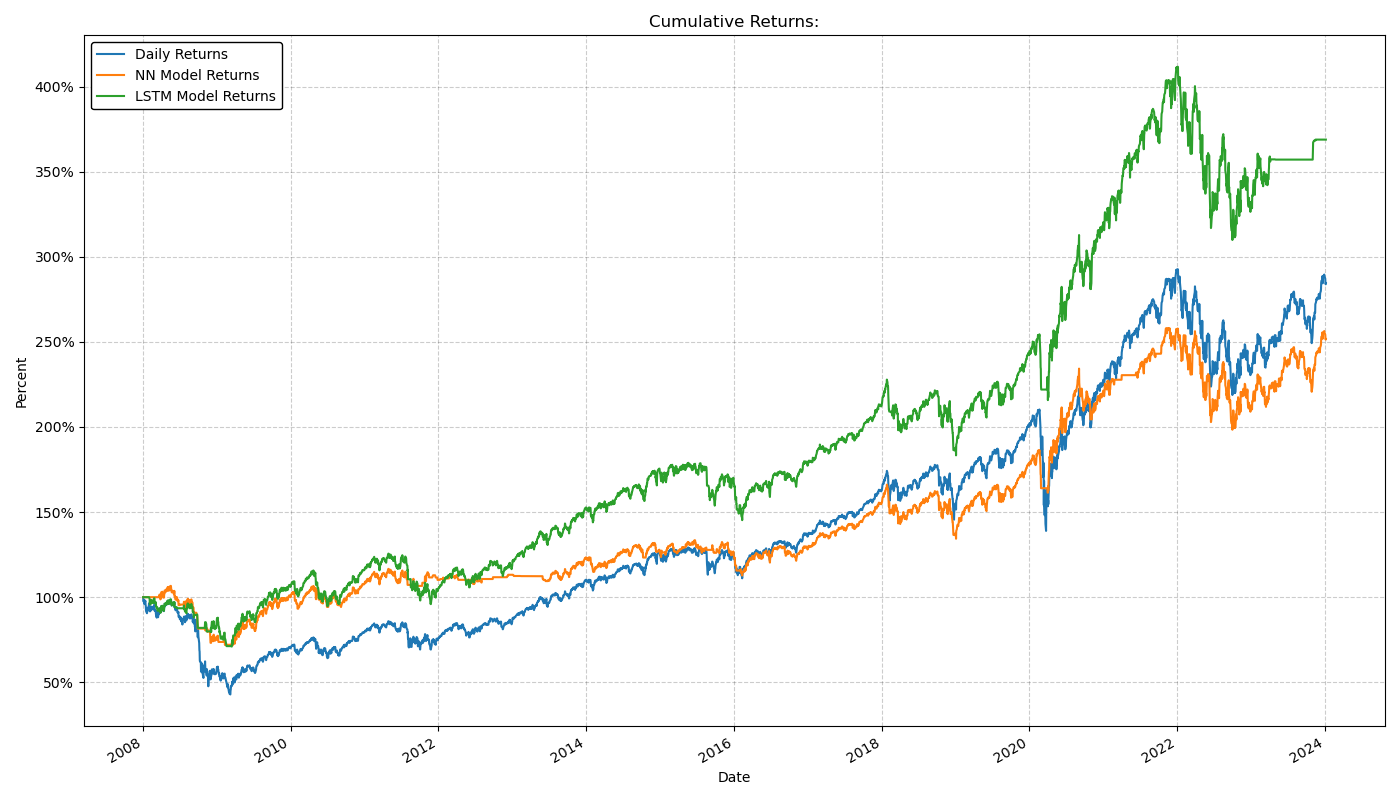 Cumulative Returns:
Daily Returns
NN Model Returns
LSTM Model Returns
400%
350%
300%
250%
200%
150%
100%
50%
Percent
2008 2010 2012 2014 2016 2018 2020 2022 2024
Date